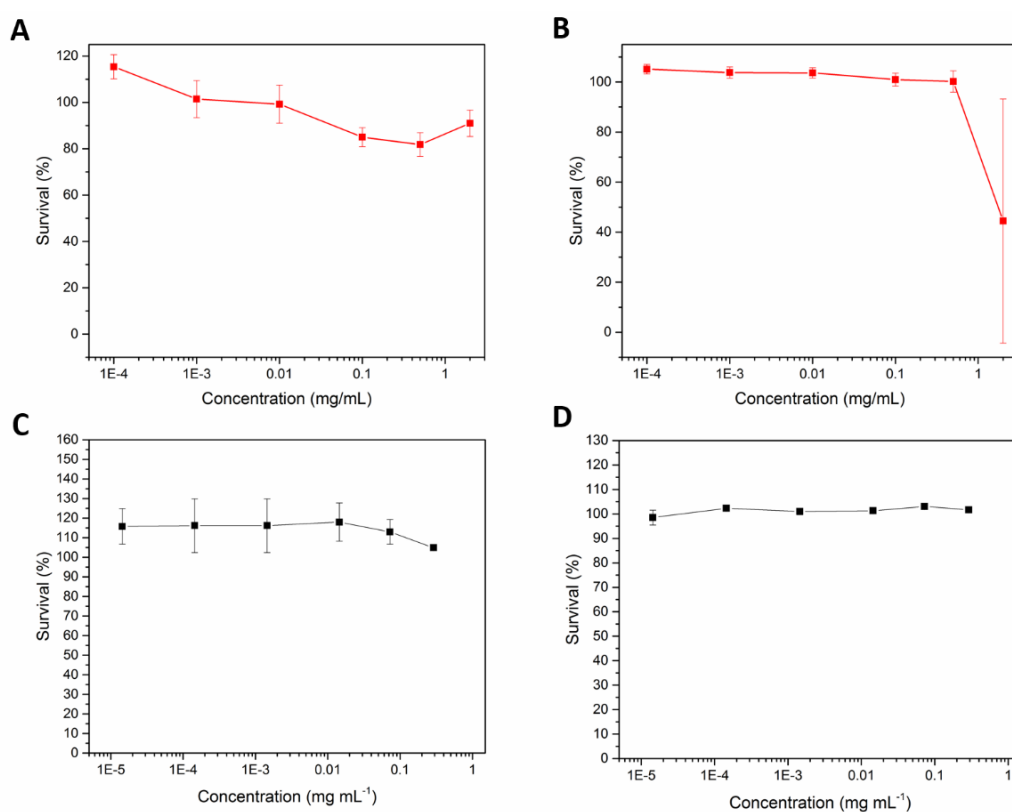 A
120
100
80
60
40
20
0
Survival (%)
1E-4 1E-3 0.01 0.1 1
Concentration (mg/mL)
B
100
80
60
40
20
0
Survival (%)
1E-4 1E-3 0.01 0.1 1
Concentration (mg/mL)
C
160
150
140
130
120
110
100
90
80
70
60
50
40
30
20
10
0
Survival (%)
1E-5 1E-4 1E-3 0.01 0.1 1
Concentration (mg mL⁻¹)
D
130
120
110
100
90
80
70
60
50
40
30
20
10
0
Survival (%)
1E-5 1E-4 1E-3 0.01 0.1 1
Concentration (mg mL⁻¹)